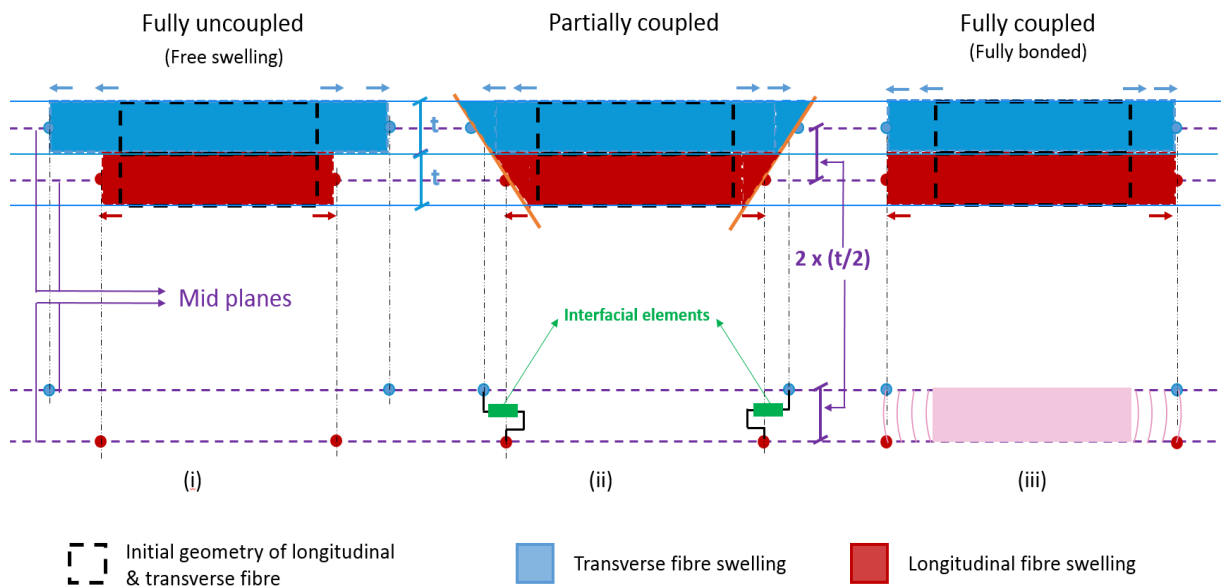 Fully uncoupled
(Free swelling)
Partially coupled
Fully coupled
(Fully bonded)
t
t
2 x (t/2)
Mid planes
Interfacial elements
(i)
(ii)
(iii)
Initial geometry of longitudinal
& transverse fibre
Transverse fibre swelling
Longitudinal fibre swelling